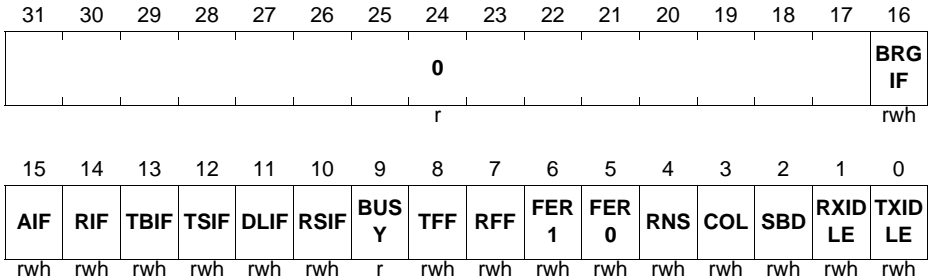 31 30 29 28 27 26 25 24 23 22 21 20 19 18 17 16
0 BRG
IF
r rwh
15 14 13 12 11 10 9 8 7 6 5 4 3 2 1 0
AIF RIF TBIF TSIF DLIF RSIF BUS
Y TFF RFF FER
1 FER
0 RNS COL SBD RXID
LE TXID
LE
rwh rwh rwh rwh rwh rwh r rwh rwh rwh rwh rwh rwh rwh rwh rwh